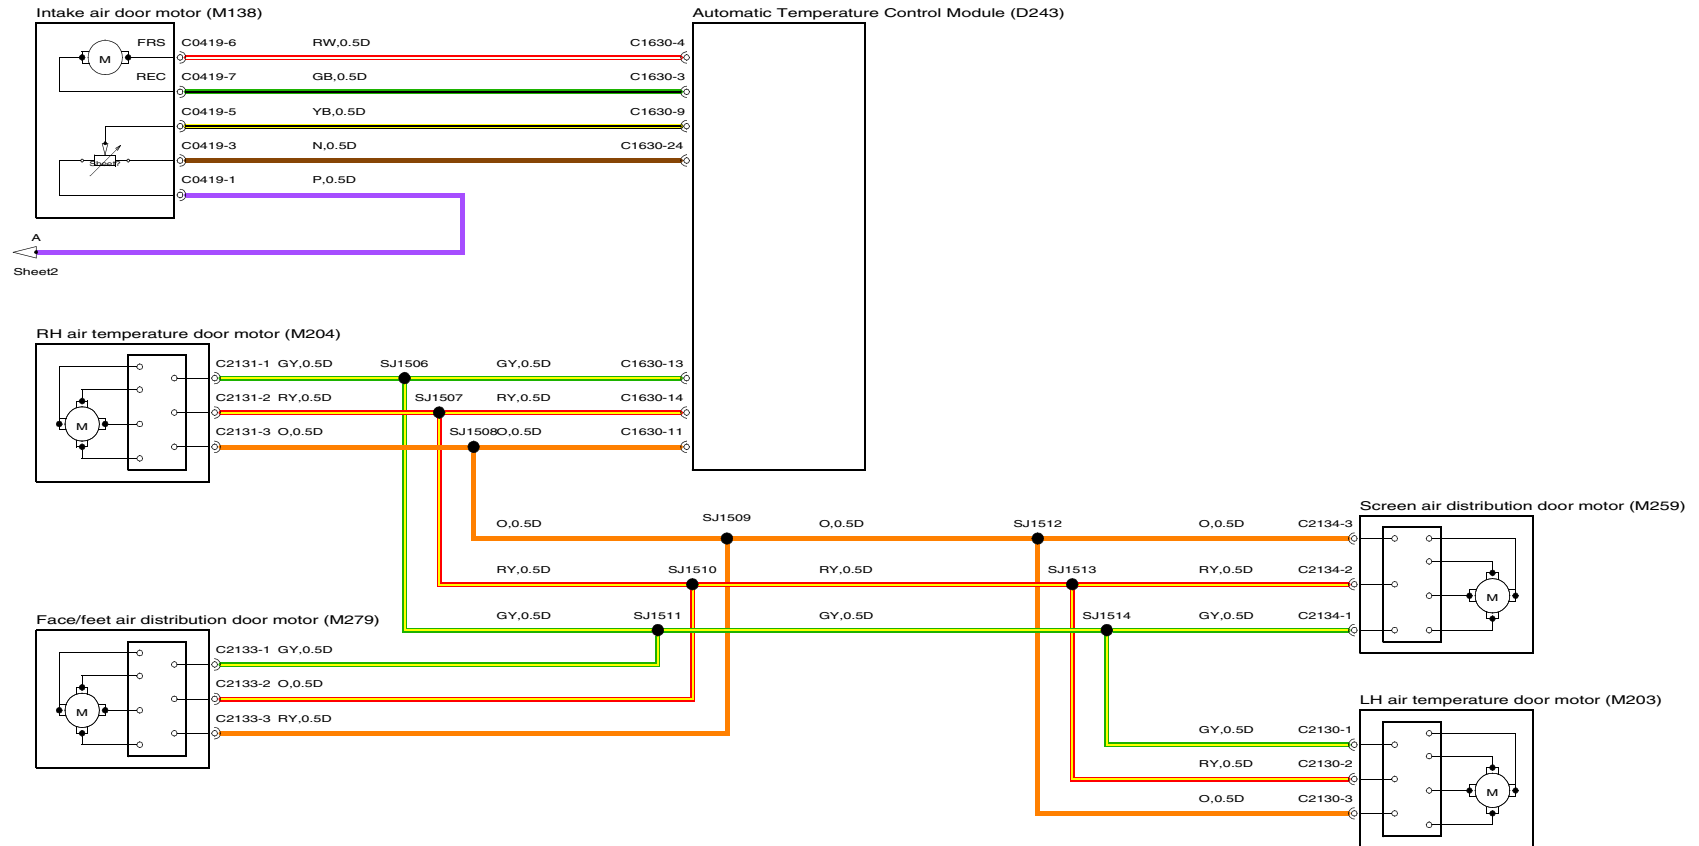 Intake air door motor (M138)
Automatic Temperature Control Module (D243)
FRS C0419-6 RW,0.5D C1630-4
M
REC C0419-7 GB,0.5D C1630-3
C0419-5 YB,0.5D C1630-9
C0419-3 N,0.5D C1630-24
C0419-1 P,0.5D
A
Sheet2
RH air temperature door motor (M204)
C2131-1 GY,0.5D SJ1506 GY,0.5D C1630-13
C2131-2 RY,0.5D SJ1507 RY,0.5D C1630-14
M
C2131-3 O,0.5D SJ1508 O,0.5D C1630-11
Screen air distribution door motor (M259)
O,0.5D SJ1509 O,0.5D SJ1512 O,0.5D C2134-3
RY,0.5D SJ1510 RY,0.5D SJ1513 RY,0.5D C2134-2
M
GY,0.5D SJ1511 GY,0.5D SJ1514 GY,0.5D C2134-1
Face/feet air distribution door motor (M279)
C2133-1 GY,0.5D
C2133-2 O,0.5D
M
C2133-3 RY,0.5D
LH air temperature door motor (M203)
GY,0.5D C2130-1
RY,0.5D C2130-2
M
O,0.5D C2130-3